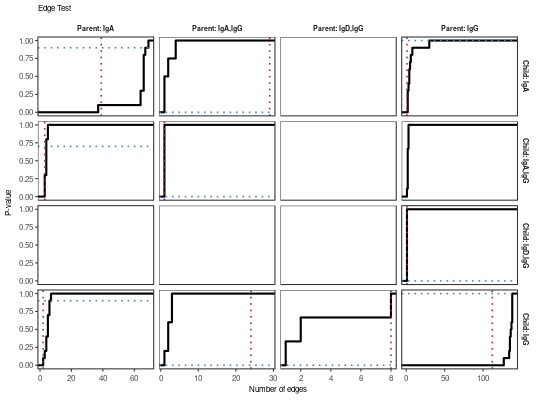 Edge Test
Parent: IgA Parent: IgA,IgG Parent: IgD,IgG Parent: IgG
1.00
0.75
0.50
0.25
0.00
Child: IgA
1.00
0.75
0.50
0.25
0.00
Child: IgA,IgG
1.00
0.75
0.50
0.25
0.00
Child: IgD,IgG
1.00
0.75
0.50
0.25
0.00
Child: IgG
P-value
0 20 40 60 0 10 20 30 2 4 6 8 0 50 100
Number of edges